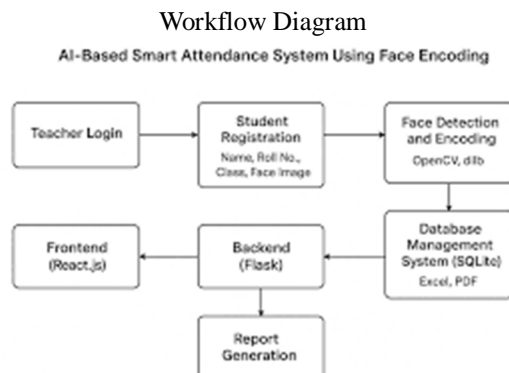 Workflow Diagram
AI-Based Smart Attendance System Using Face Encoding
Teacher Login
Student
Registration
Name, Roll No.,
Class, Face Image
Face Detection
and Encoding
OpenCV, dlib
Frontend
(React.js)
Backend
(Flask)
Database
Management
System (SQLite)
Excel, PDF
Report
Generation